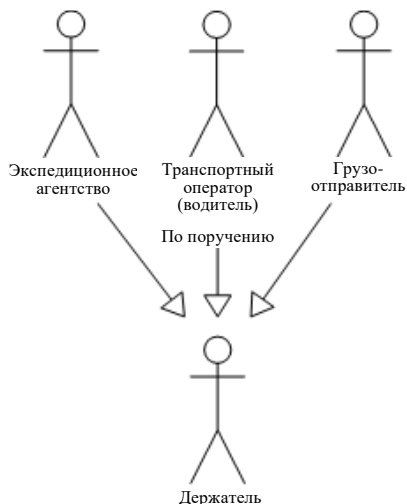 Экспедиционное
агентство
Транспортный
оператор
(водитель)
Грузо-
отправитель
По поручению
Держатель